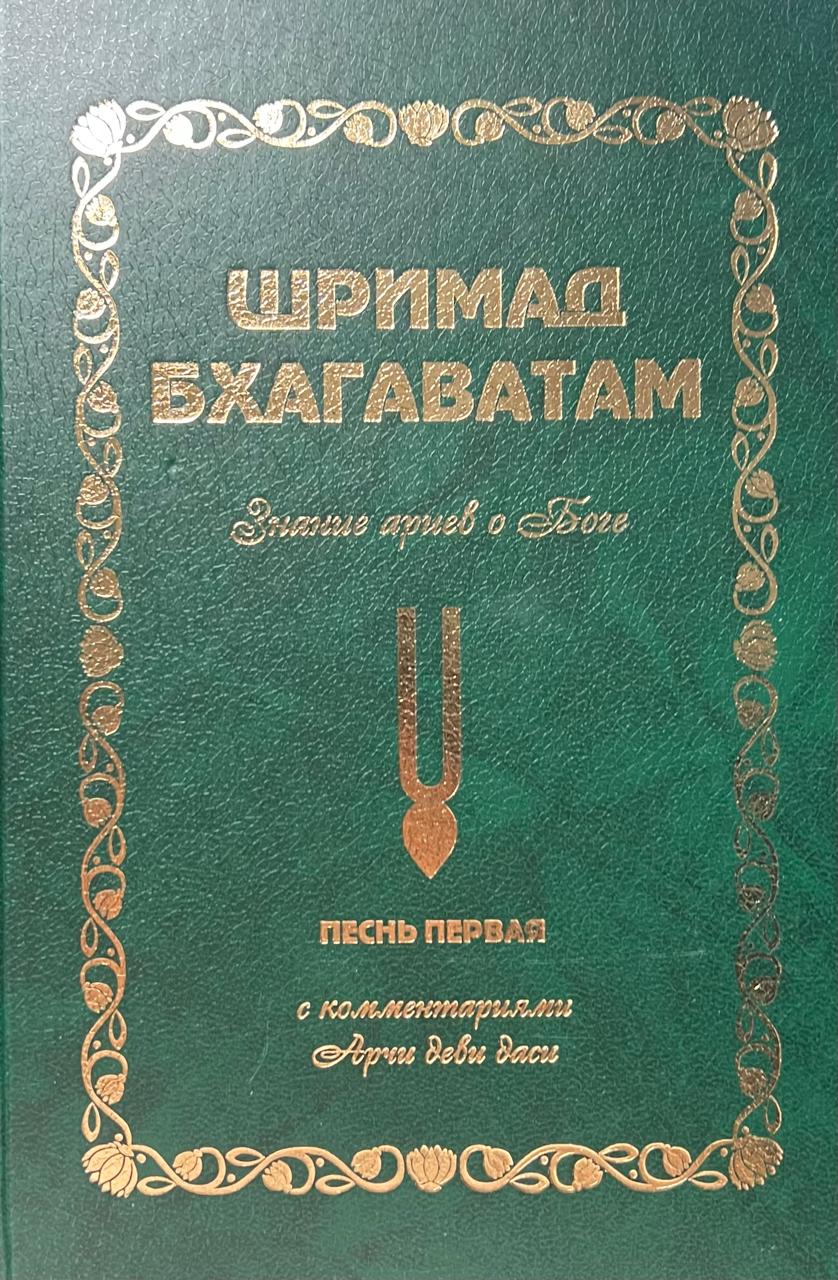 ШРИМАД
БХАГАВАТАМ
Знание ариев о Боге
ПЕСНЬ ПЕРВАЯ
с комментариями
Арчи деви даси